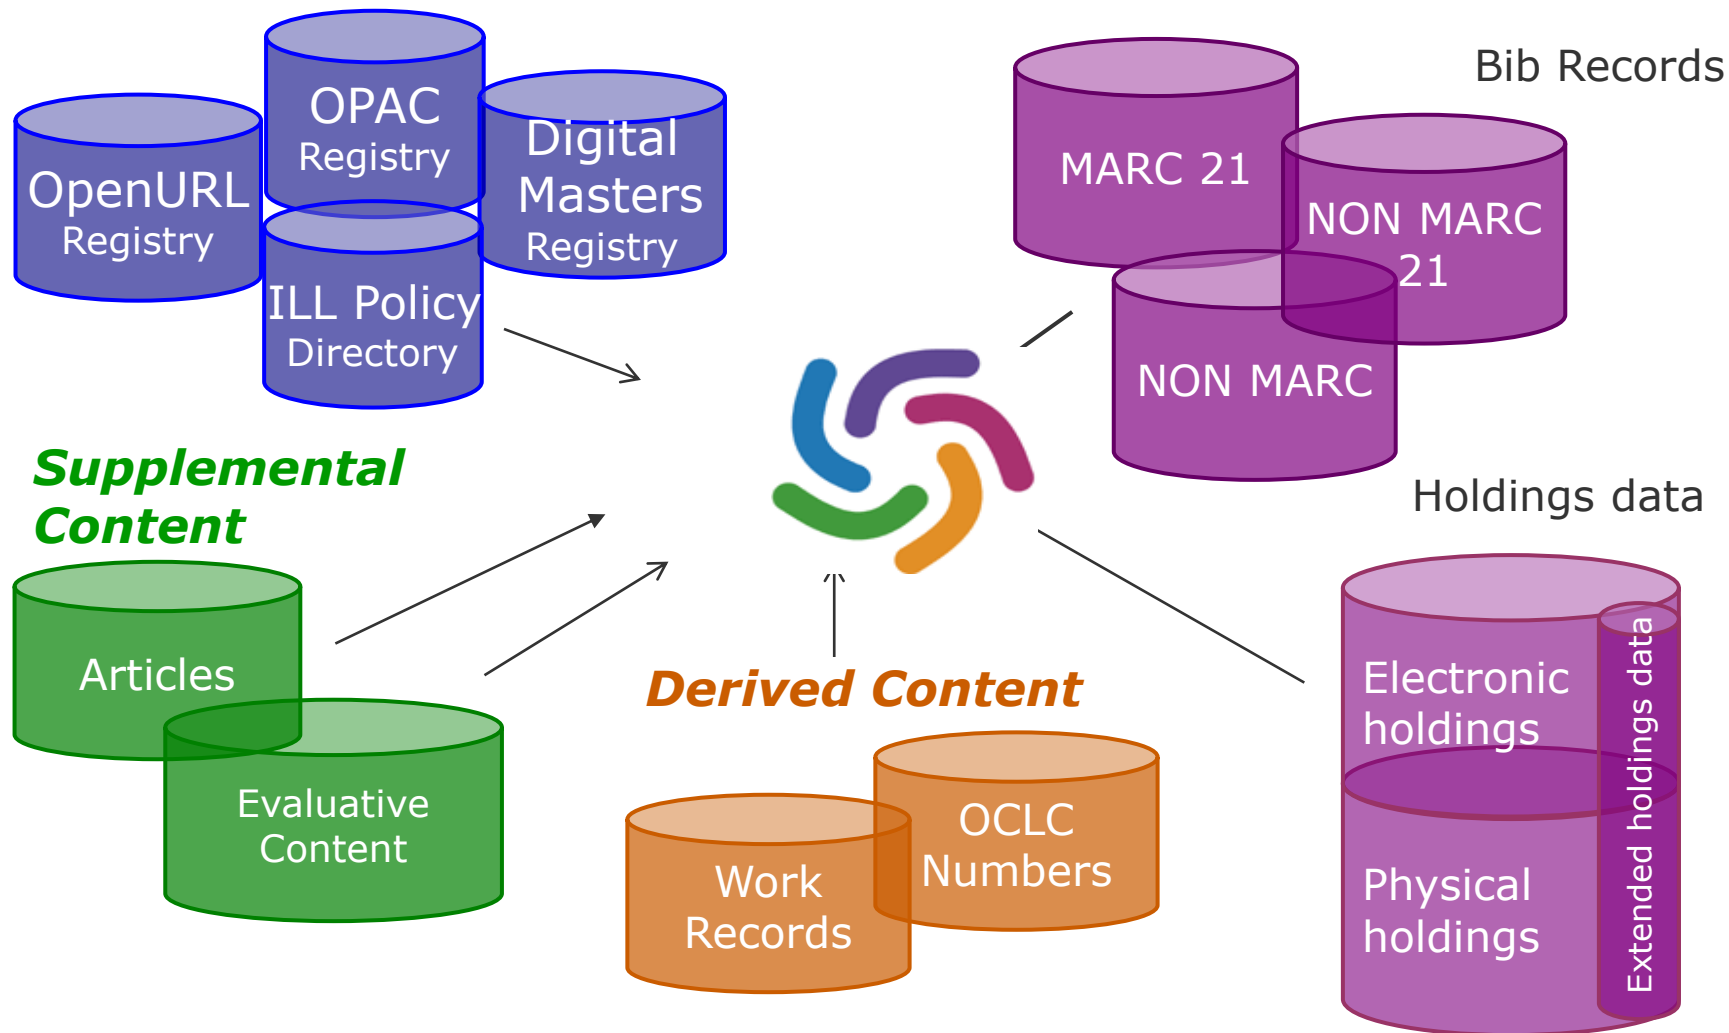 OpenURL
Registry
OPAC
Registry
Digital
Masters
Registry
ILL Policy
Directory
Bib Records
MARC 21
NON MARC
21
NON MARC
Supplemental
Content
Articles
Evaluative
Content
Derived Content
Work
Records
OCLC
Numbers
Holdings data
Electronic
holdings
Physical
holdings
Extended holdings data